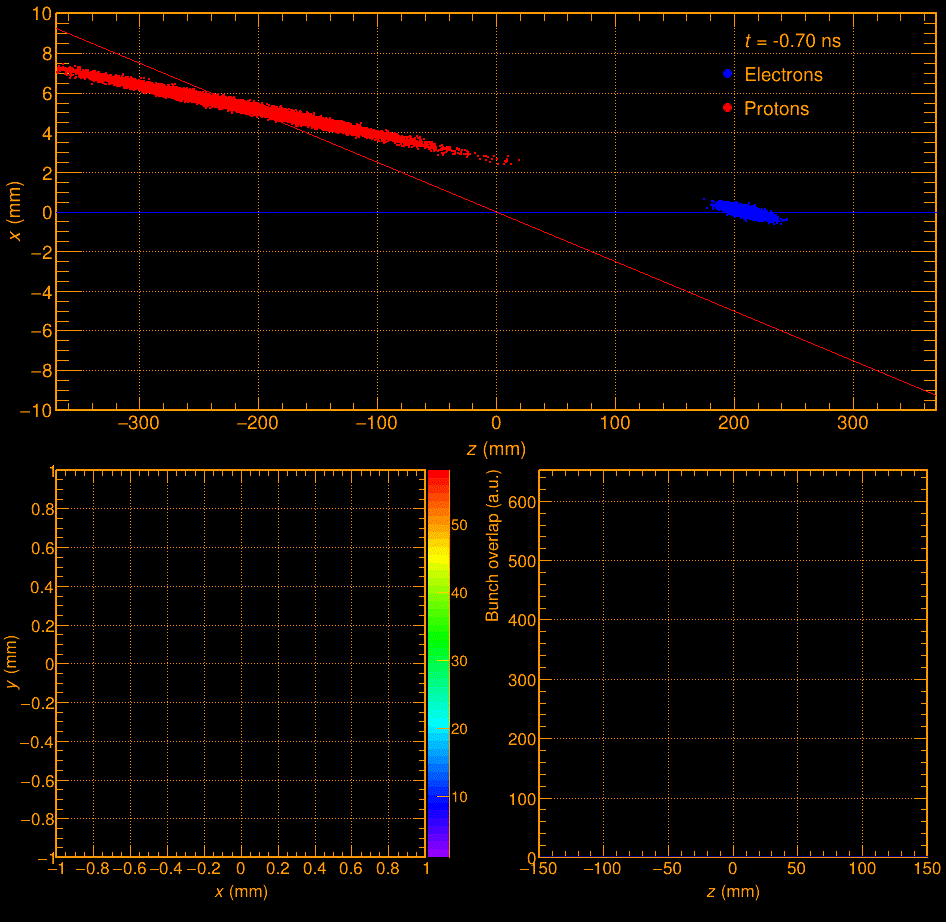 10
8
6
4
2
0
−2
−4
−6
−8
−10
x (mm)
t = -0.70 ns
Electrons
Protons
−300 −200 −100 0 100 200 300
z (mm)
1
0.8
0.6
0.4
0.2
0
−0.2
−0.4
−0.6
−0.8
−1
y (mm)
−1 −0.8 −0.6 −0.4 −0.2 0 0.2 0.4 0.6 0.8 1
x (mm)
50
40
30
20
10
Bunch overlap (a.u.)
600
500
400
300
200
100
0
−150 −100 −50 0 50 100 150
z (mm)